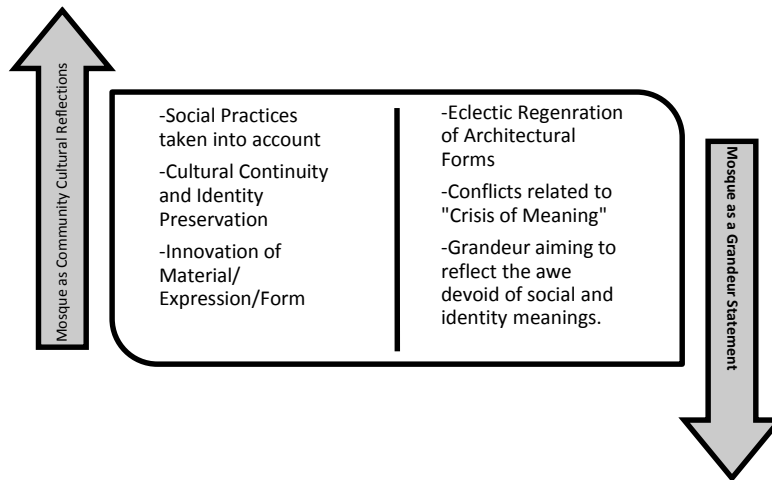 Mosque as Community Cultural Reflections
-Social Practices
taken into account
-Cultural Continuity
and Identity
Preservation
-Innovation of
Material/
Expression/Form
-Eclectic Regenration
of Architectural
Forms
-Conflicts related to
"Crisis of Meaning"
-Grandeur aiming to
reflect the awe
devoid of social and
identity meanings.
Mosque as a Grandeur Statement